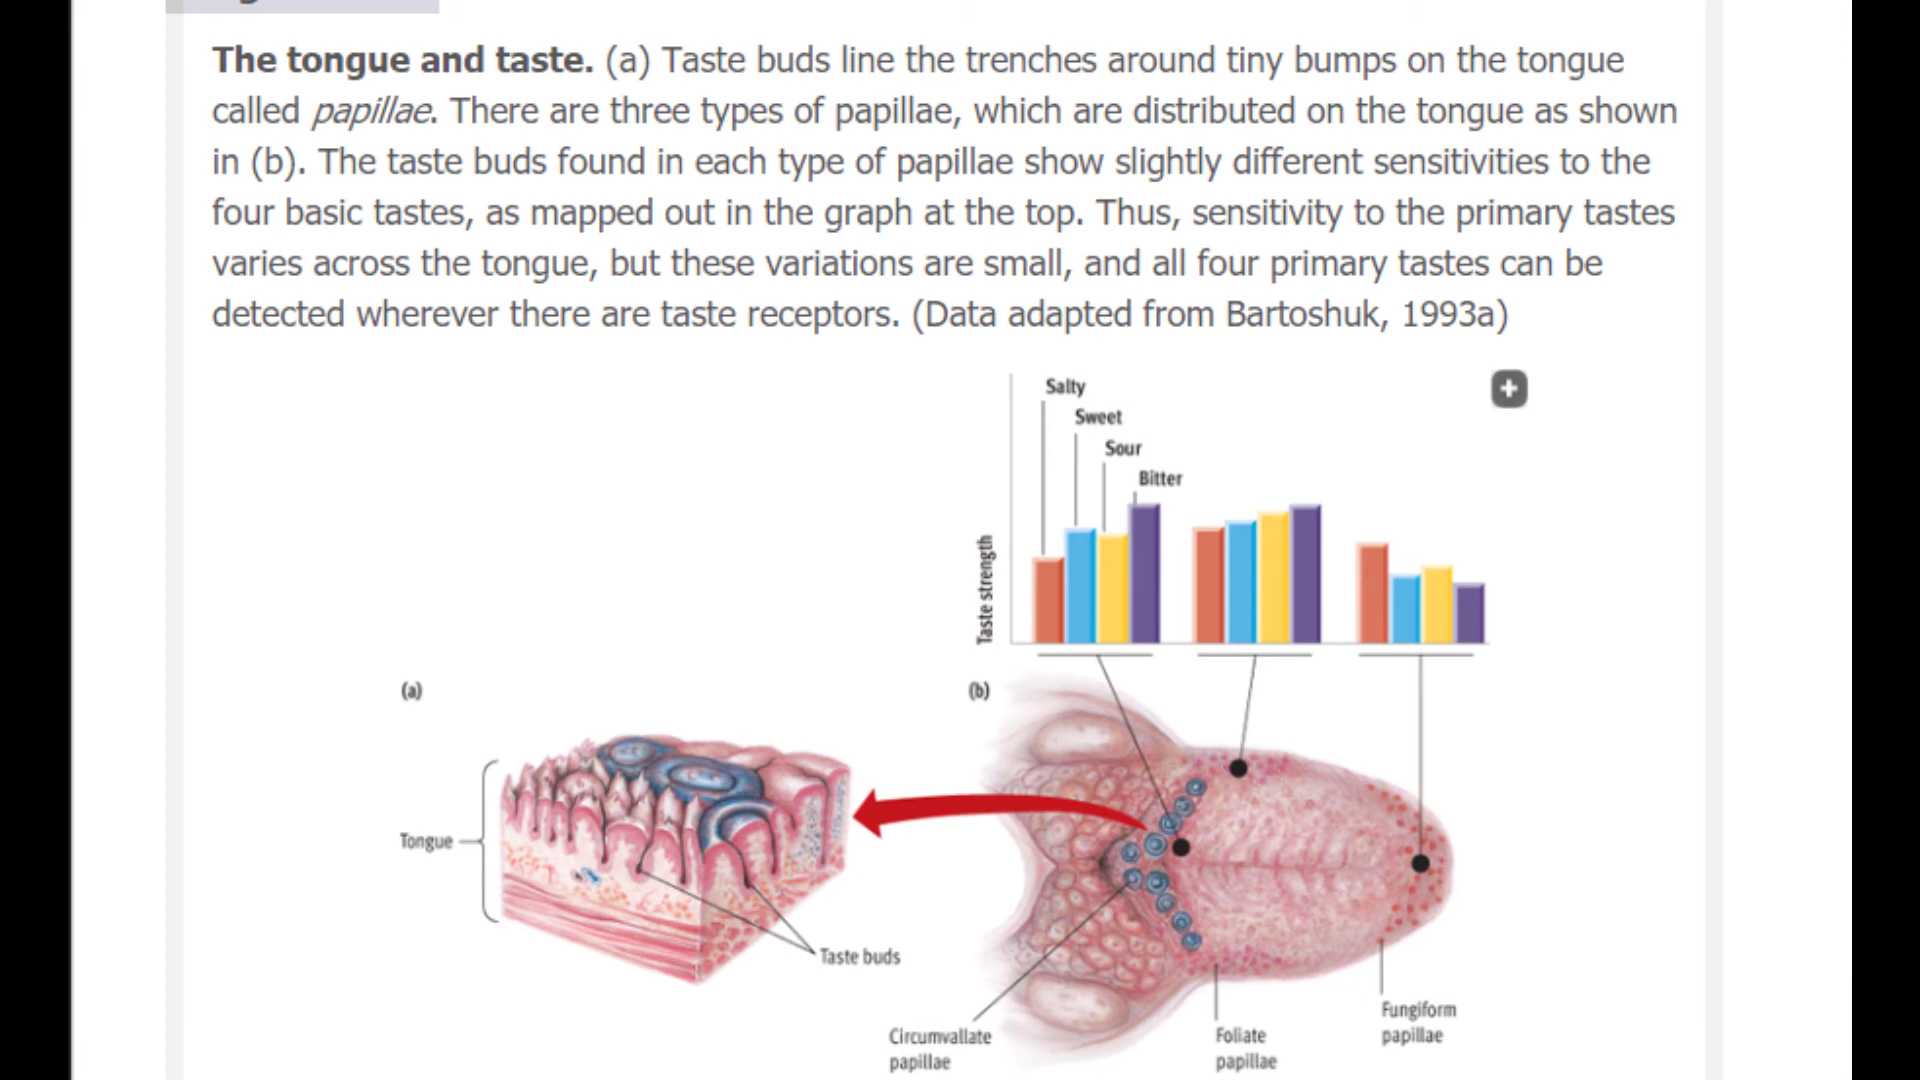 The tongue and taste. (a) Taste buds line the trenches around tiny bumps on the tongue
called papillae. There are three types of papillae, which are distributed on the tongue as shown
in (b). The taste buds found in each type of papillae show slightly different sensitivities to the
four basic tastes, as mapped out in the graph at the top. Thus, sensitivity to the primary tastes
varies across the tongue, but these variations are small, and all four primary tastes can be
detected wherever there are taste receptors. (Data adapted from Bartoshuk, 1993a)
Salty
Sweet
Sour
Bitter
Taste strength
(a)
(b)
Tongue
Taste buds
Circumvallate
papillae
Foliate
papillae
Fungiform
papillae